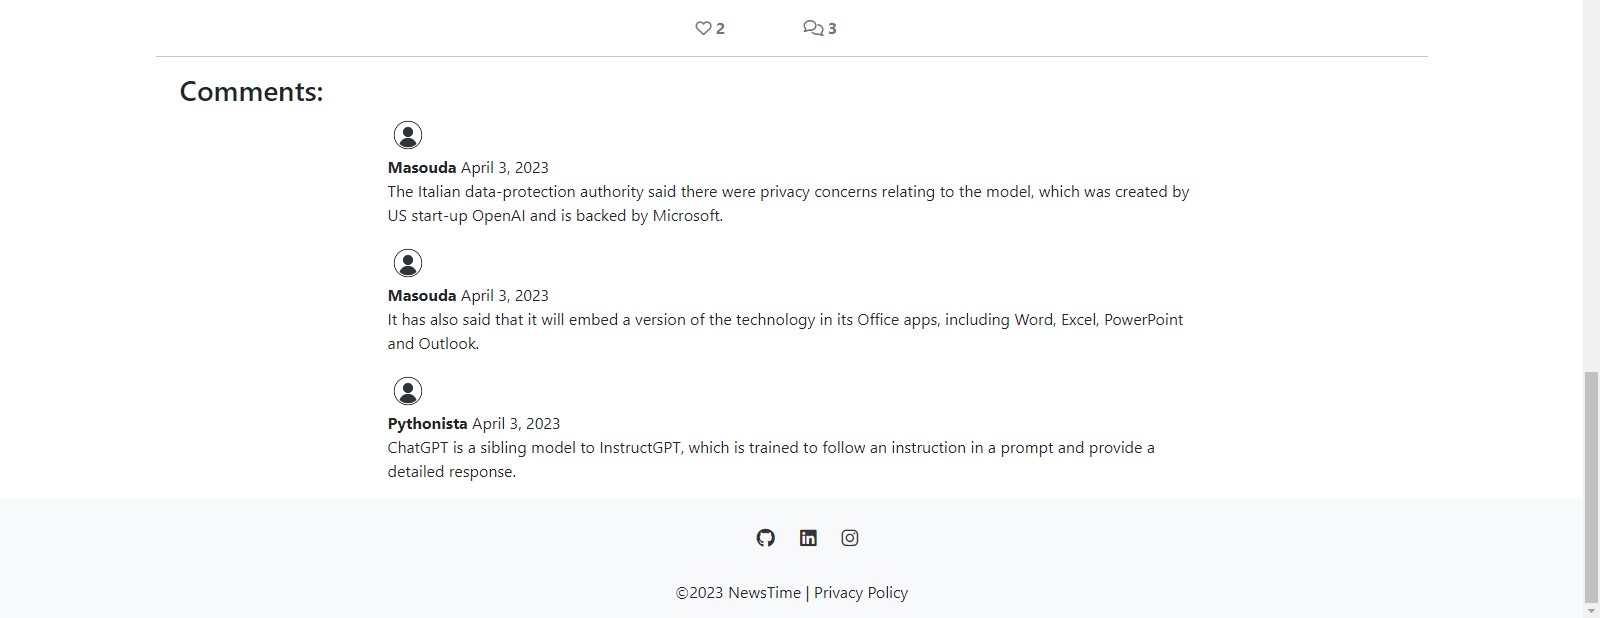 2 3
Comments:
Masouda April 3, 2023
The Italian data-protection authority said there were privacy concerns relating to the model, which was created by
US start-up OpenAI and is backed by Microsoft.
Masouda April 3, 2023
It has also said that it will embed a version of the technology in its Office apps, including Word, Excel, PowerPoint
and Outlook.
Pythonista April 3, 2023
ChatGPT is a sibling model to InstructGPT, which is trained to follow an instruction in a prompt and provide a
detailed response.
in
©2023 NewsTime | Privacy Policy